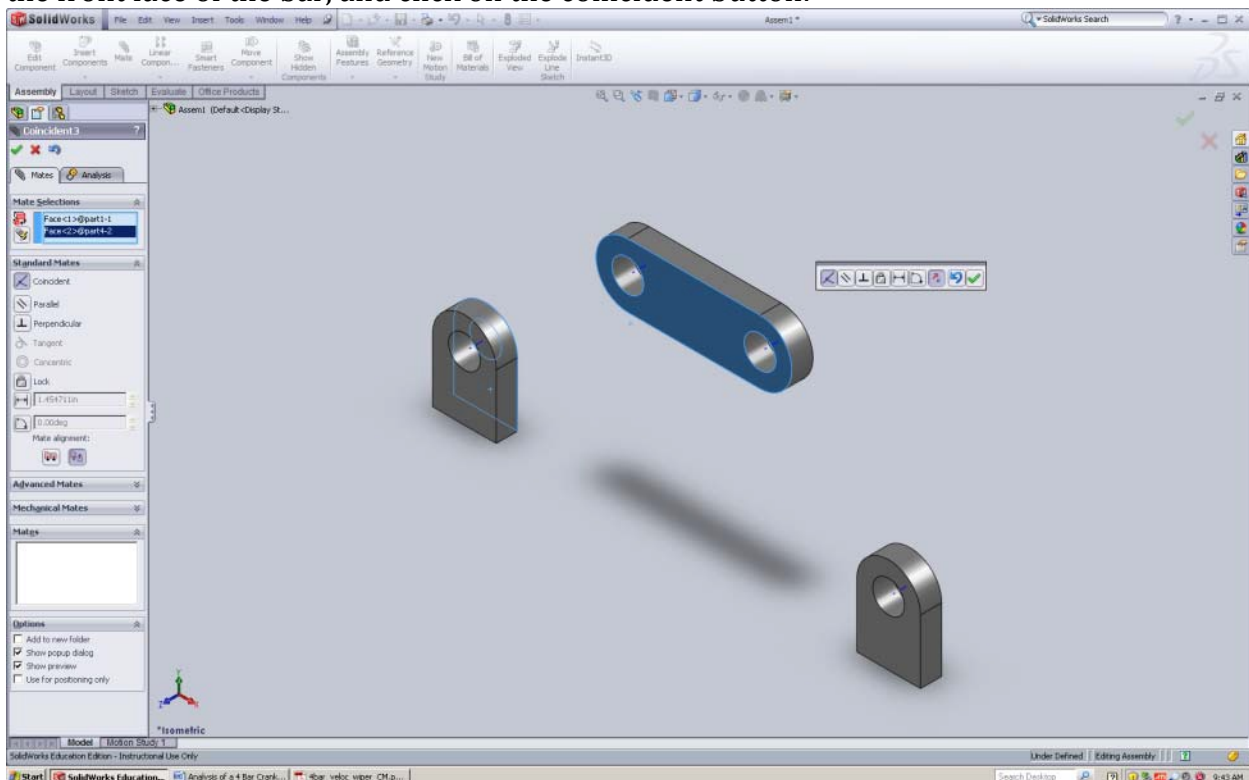 the front face of the bar, and click on the coincident button.
SolidWorks File Edit View Insert Tools Window Help Assem1 * SolidWorks Search
Edit Component
Insert Components
Mate
Linear Compon...
Smart Fasteners
Move Component
Show Hidden Components
Assembly Features
Reference Geometry
New Motion Study
Bill of Materials
Exploded View
Explode Line Sketch
Instant3D
Assembly Layout Sketch Evaluate Office Products
Assem1 (Default<Display St...
Coincident3 ?
Mates Analysis
Mate Selections
Face<1>@part1-1
Face<2>@part4-2
Standard Mates
Coincident
Parallel
Perpendicular
Tangent
Concentric
Lock
1.454711in
0.00deg
Mate alignment:
Advanced Mates
Mechanical Mates
Mates
Options
Add to new folder
Show popup dialog
Show preview
Use for positioning only
Y
Z
*Isometric
Model Motion Study 1
SolidWorks Education Edition - Instructional Use Only Under Defined Editing Assembly
Start SolidWorks Education... Analysis of a 4 Bar Crank... 4bar_veloc_wiper_CM.p... Search Desktop 9:43 AM